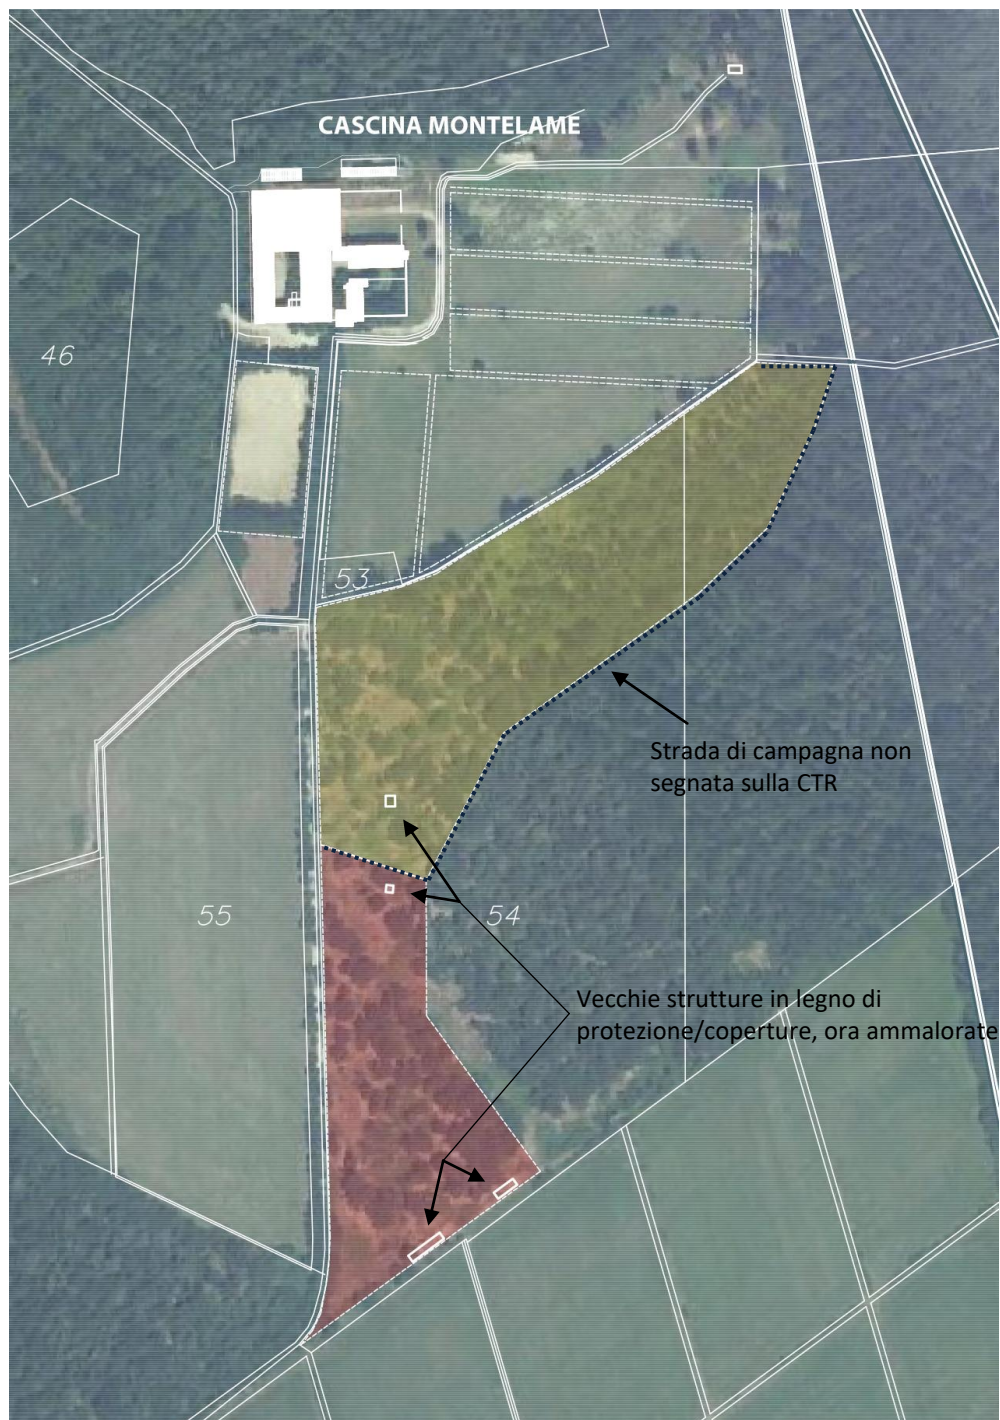 CASCINA MONTELAME
46
53
Strada di campagna non
segnata sulla CTR
55
54
Vecchie strutture in legno di
protezione/coperture, ora ammalorate